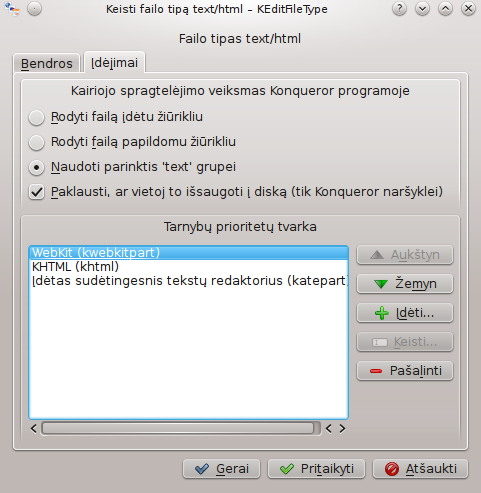 Keisti failo tipą text/html – KEditFileType
Failo tipas text/html
Bendros
Įdėjimai
Kairiojo spragtelėjimo veiksmas Konqueror programoje
Rodyti failą įdėtu žiūrikliu
Rodyti failą papildomu žiūrikliu
Naudoti parinktis 'text' grupei
Paklausti, ar vietoj to išsaugoti į diską (tik Konqueror naršyklei)
Tarnybų prioritetų tvarka
WebKit (kwebkitpart)
KHTML (khtml)
Įdėtas sudėtingesnis tekstų redaktorius (katepart)
Aukštyn
Žemyn
Įdėti...
Keisti...
Pašalinti
Gerai
Pritaikyti
Atšaukti